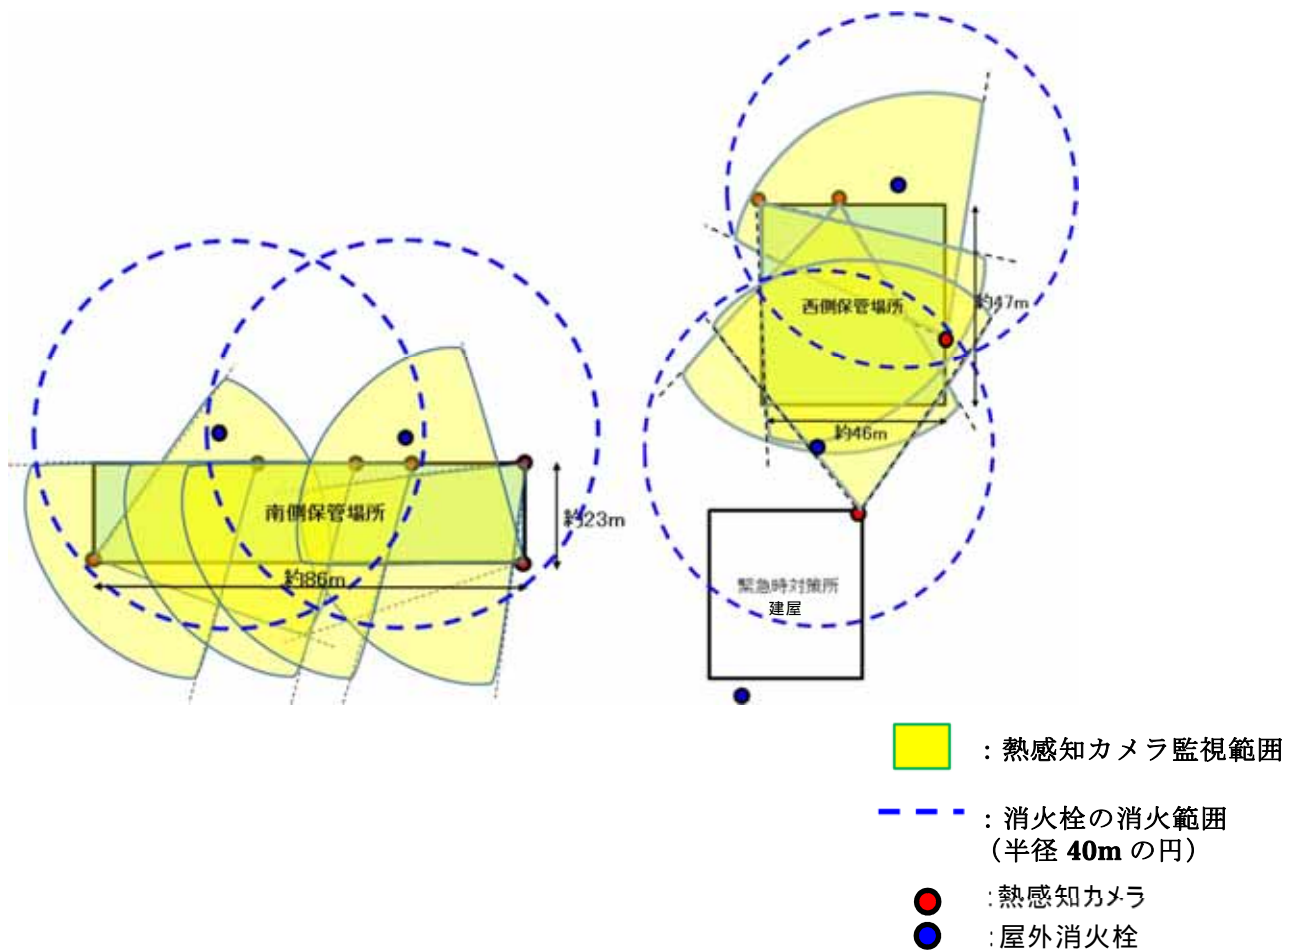 西側保管場所
約47m
約46m
南側保管場所
約23m
約86m
緊急時対策所
建屋
：熱感知カメラ監視範囲
：消火栓の消火範囲
（半径 40m の円）
：熱感知カメラ
：屋外消火栓